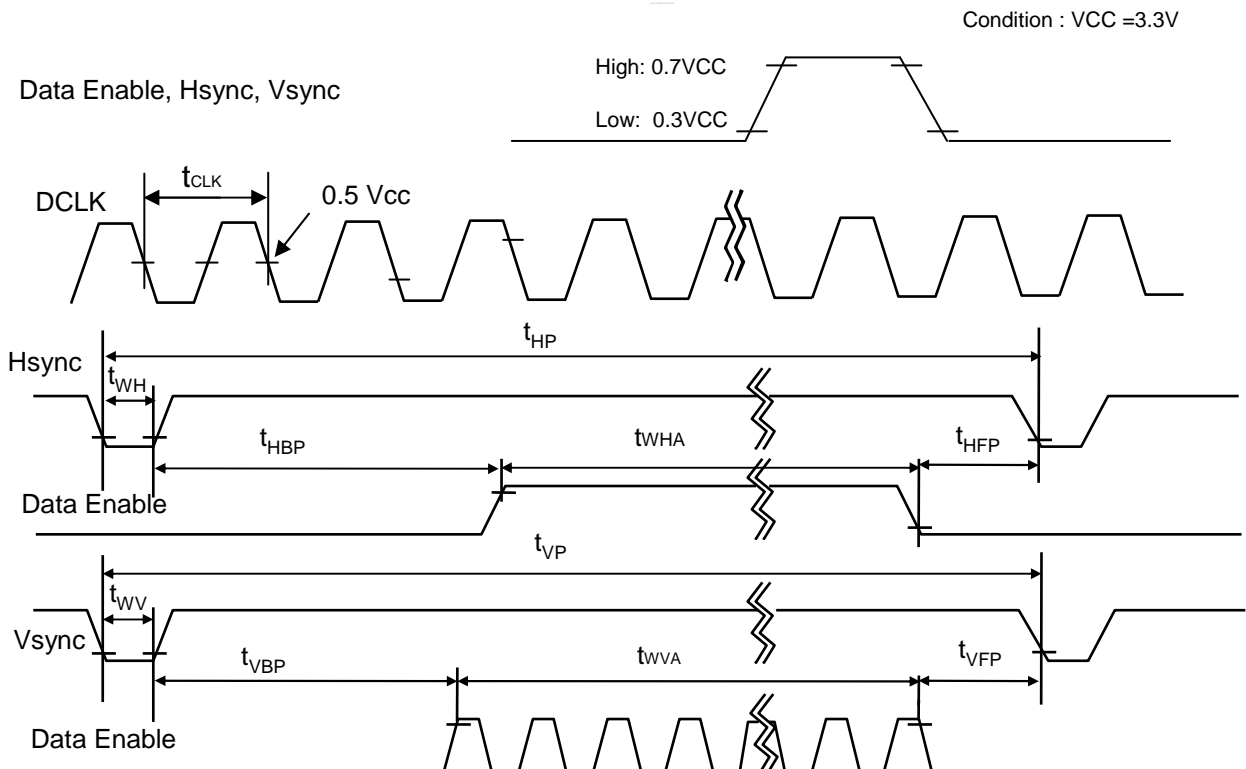 Condition : VCC =3.3V
High: 0.7VCC
Data Enable, Hsync, Vsync
Low: 0.3VCC
tCLK
0.5 Vcc
DCLK
tHP
Hsync
tWH
tHBP
tWHA
tHFP
Data Enable
tVP
tWV
Vsync
tVBP
tWVA
tVFP
Data Enable